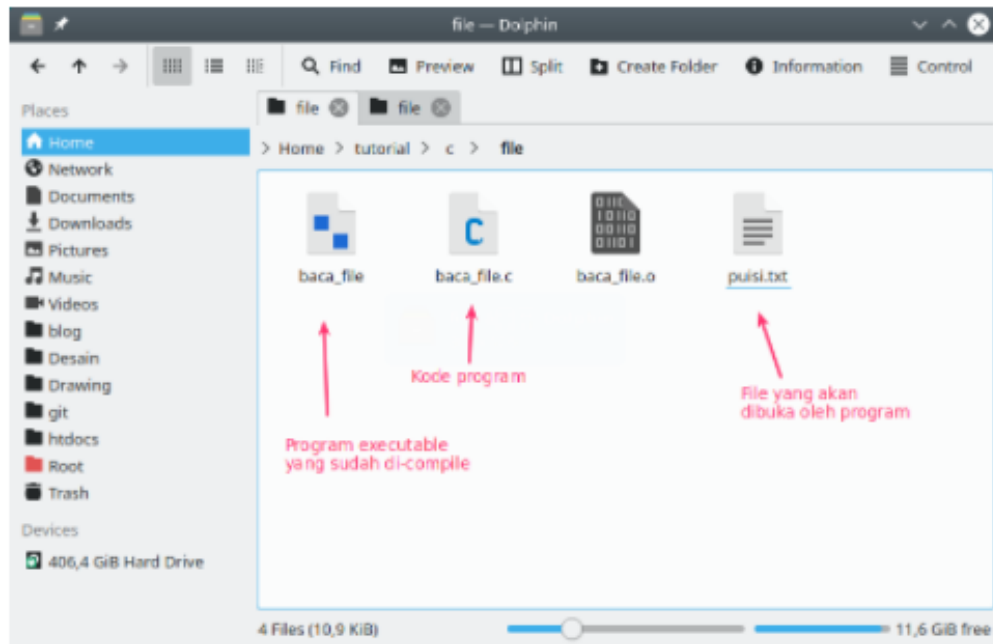 file — Dolphin
Find Preview Split Create Folder Information Control
Places
file file
Home
> Home > tutorial > c > file
Network
Documents
Downloads
Pictures
Music
Videos
blog
Desain
Drawing
git
htdocs
Root
Trash
Devices
406,4 GiB Hard Drive
baca_file baca_file.c baca_file.o puisi.txt
Kode program
File yang akan
dibuka oleh program
Program executable
yang sudah di-compile
4 Files (10,9 KiB) 11,6 GiB free